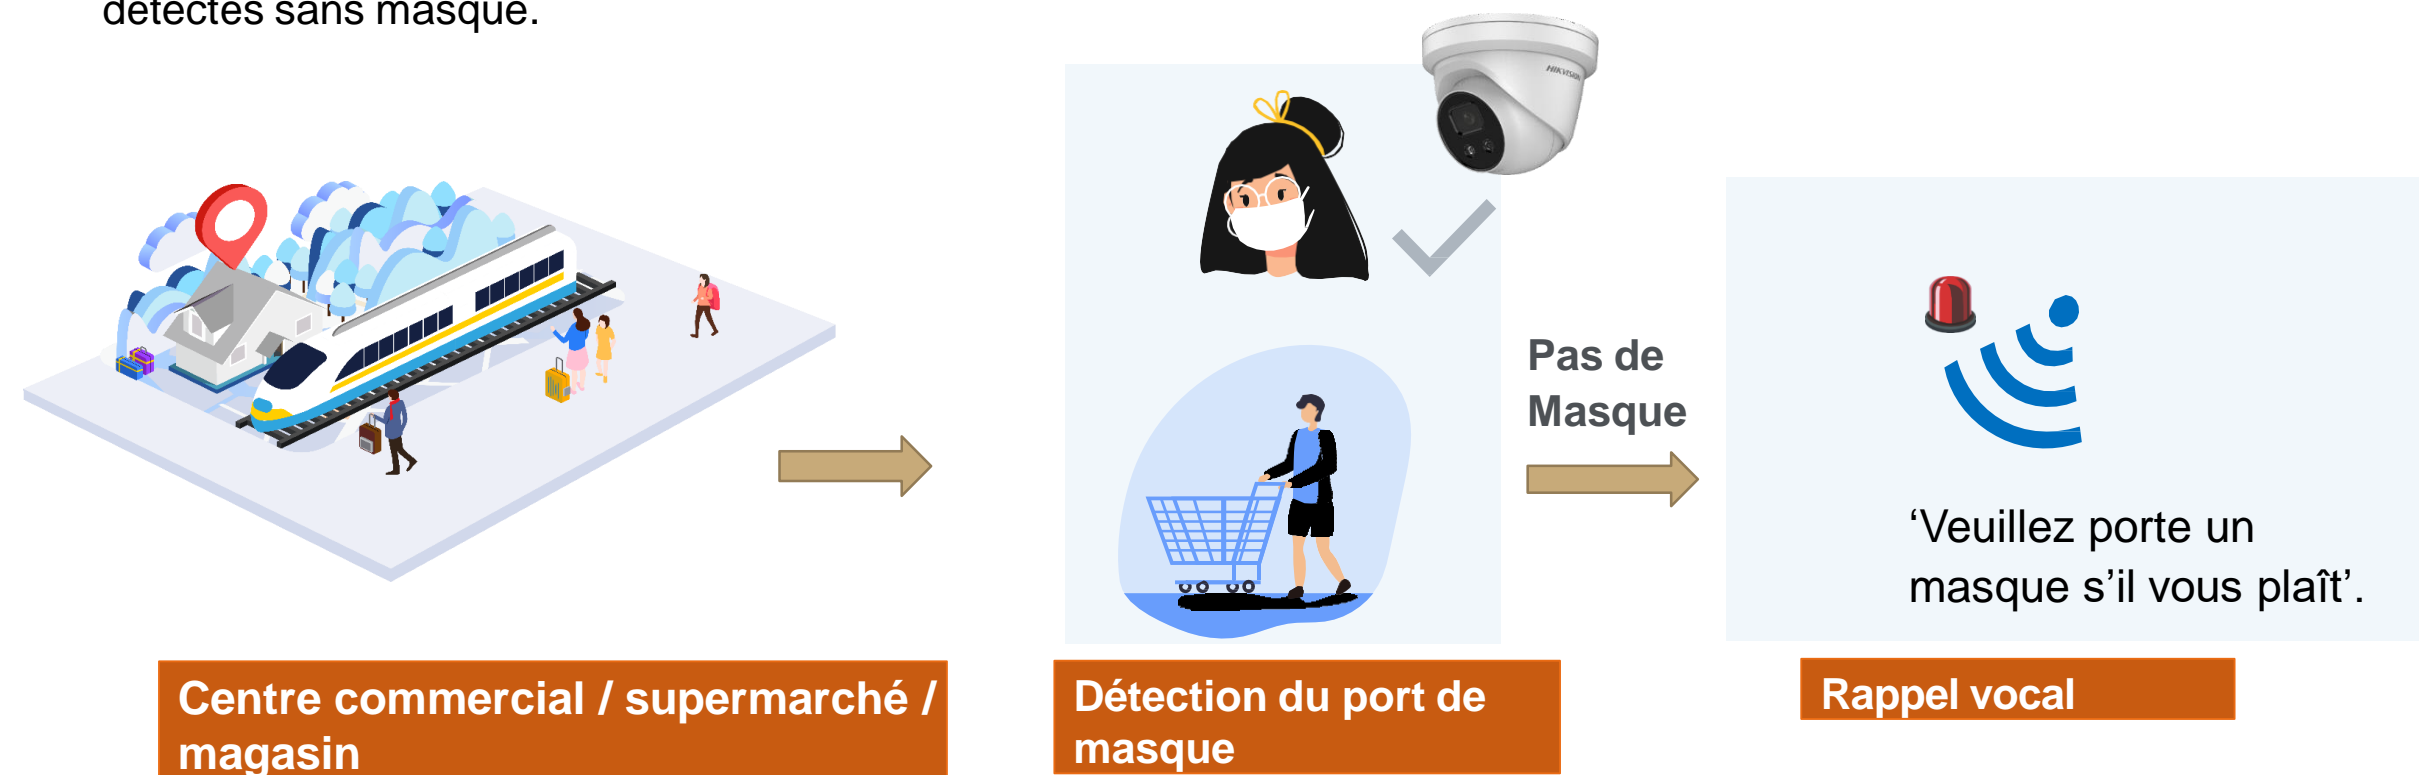 détectés sans masque.
HIKVISION
Pas de
Masque
‘Veuillez porte un
masque s’il vous plaît’.
Centre commercial / supermarché /
magasin
Détection du port de
masque
Rappel vocal